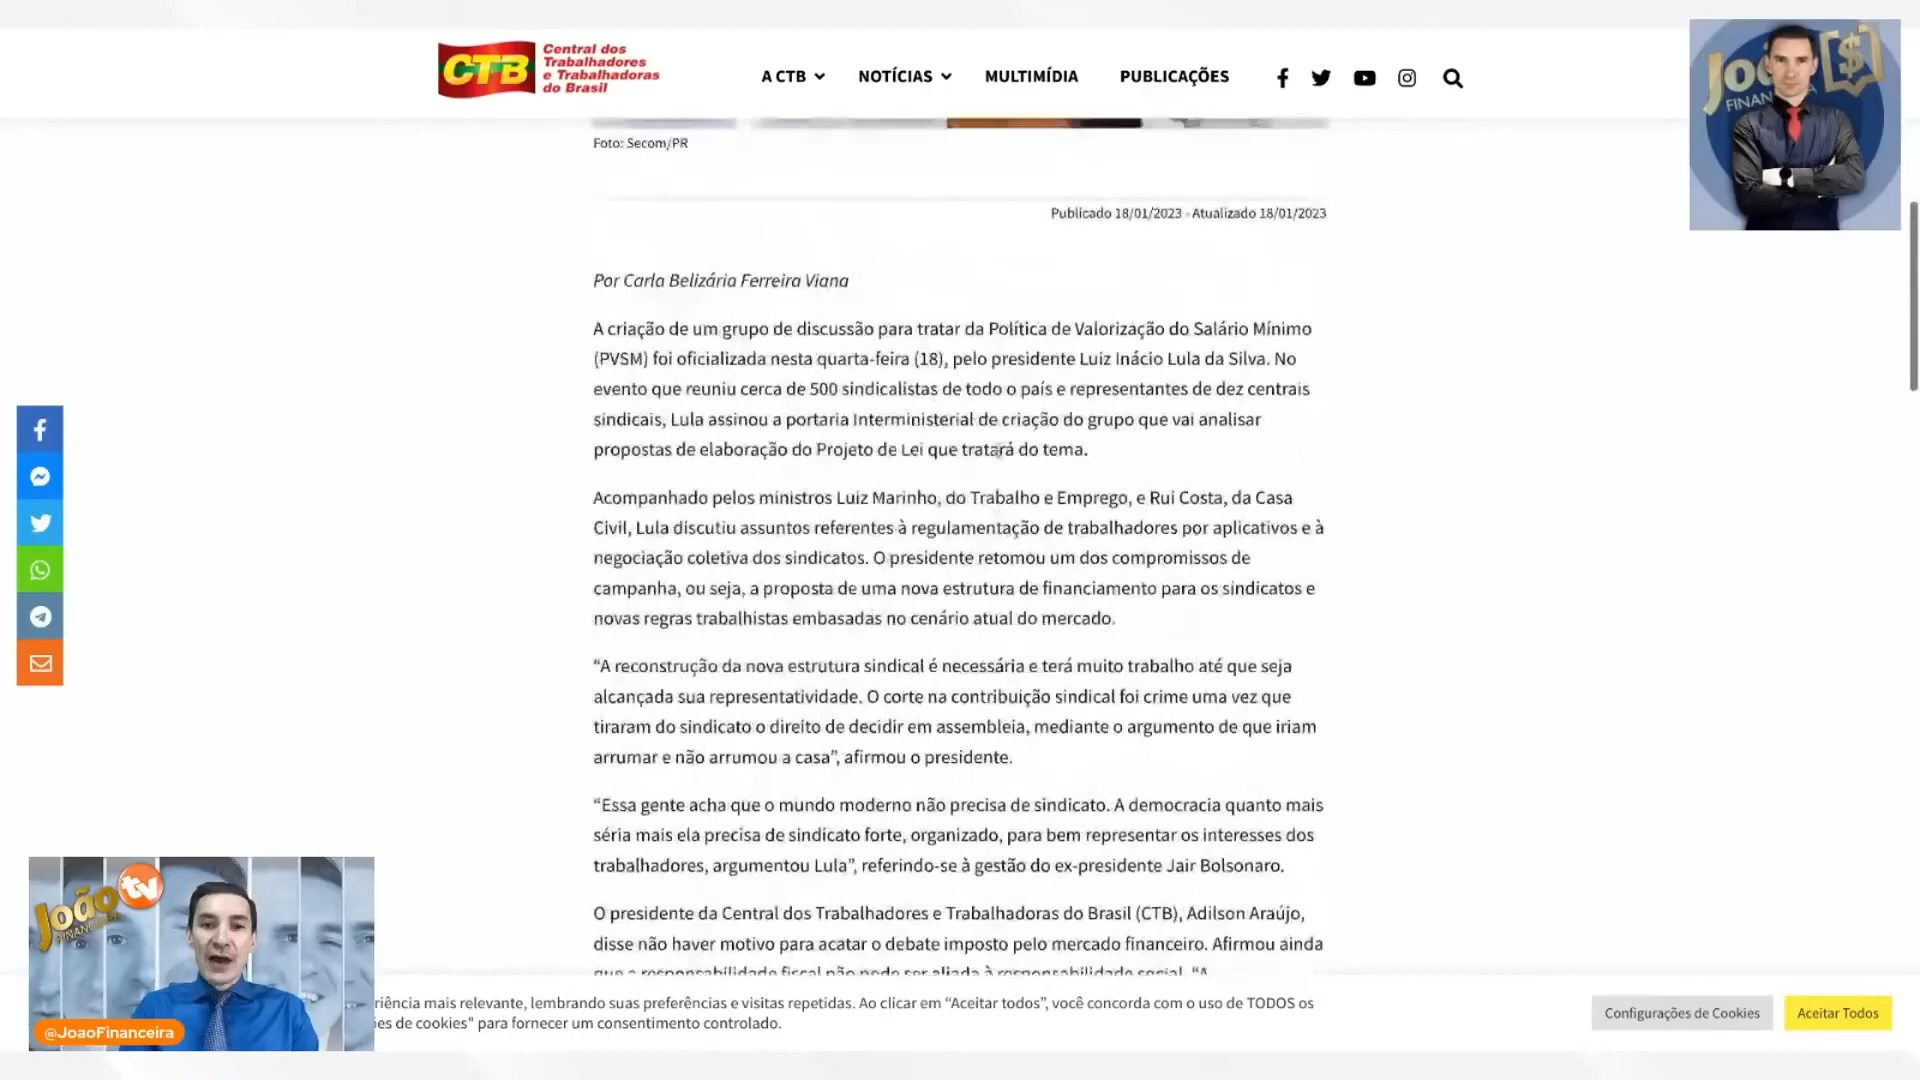 CTB
Central dos
Trabalhadores
e Trabalhadoras
do Brasil
A CTB
NOTÍCIAS
MULTIMÍDIA
PUBLICAÇÕES
João
FINANCEIRA
Foto: Secom/PR
Publicado 18/01/2023 - Atualizado 18/01/2023
Por Carla Belizária Ferreira Viana
A criação de um grupo de discussão para tratar da Política de Valorização do Salário Mínimo
(PVSM) foi oficializada nesta quarta-feira (18), pelo presidente Luiz Inácio Lula da Silva. No
evento que reuniu cerca de 500 sindicalistas de todo o país e representantes de dez centrais
sindicais, Lula assinou a portaria Interministerial de criação do grupo que vai analisar
propostas de elaboração do Projeto de Lei que tratará do tema.
Acompanhado pelos ministros Luiz Marinho, do Trabalho e Emprego, e Rui Costa, da Casa
Civil, Lula discutiu assuntos referentes à regulamentação de trabalhadores por aplicativos e à
negociação coletiva dos sindicatos. O presidente retomou um dos compromissos de
campanha, ou seja, a proposta de uma nova estrutura de financiamento para os sindicatos e
novas regras trabalhistas embasadas no cenário atual do mercado.
“A reconstrução da nova estrutura sindical é necessária e terá muito trabalho até que seja
alcançada sua representatividade. O corte na contribuição sindical foi crime uma vez que
tiraram do sindicato o direito de decidir em assembleia, mediante o argumento de que iriam
arrumar e não arrumou a casa”, afirmou o presidente.
“Essa gente acha que o mundo moderno não precisa de sindicato. A democracia quanto mais
séria mais ela precisa de sindicato forte, organizado, para bem representar os interesses dos
trabalhadores, argumentou Lula”, referindo-se à gestão do ex-presidente Jair Bolsonaro.
O presidente da Central dos Trabalhadores e Trabalhadoras do Brasil (CTB), Adilson Araújo,
disse não haver motivo para acatar o debate imposto pelo mercado financeiro. Afirmou ainda
que a responsabilidade fiscal não pode ser aliada à responsabilidade social. “A
riência mais relevante, lembrando suas preferências e visitas repetidas. Ao clicar em “Aceitar todos”, você concorda com o uso de TODOS os
es de cookies" para fornecer um consentimento controlado.
Configurações de Cookies
Aceitar Todos
João tv
FINANCEIRA
@JoaoFinanceira